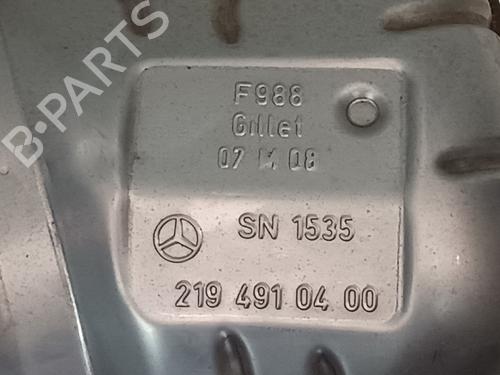 B-PARTS
F988
Gillet
07 M 08
SN 1535
219 491 04 00